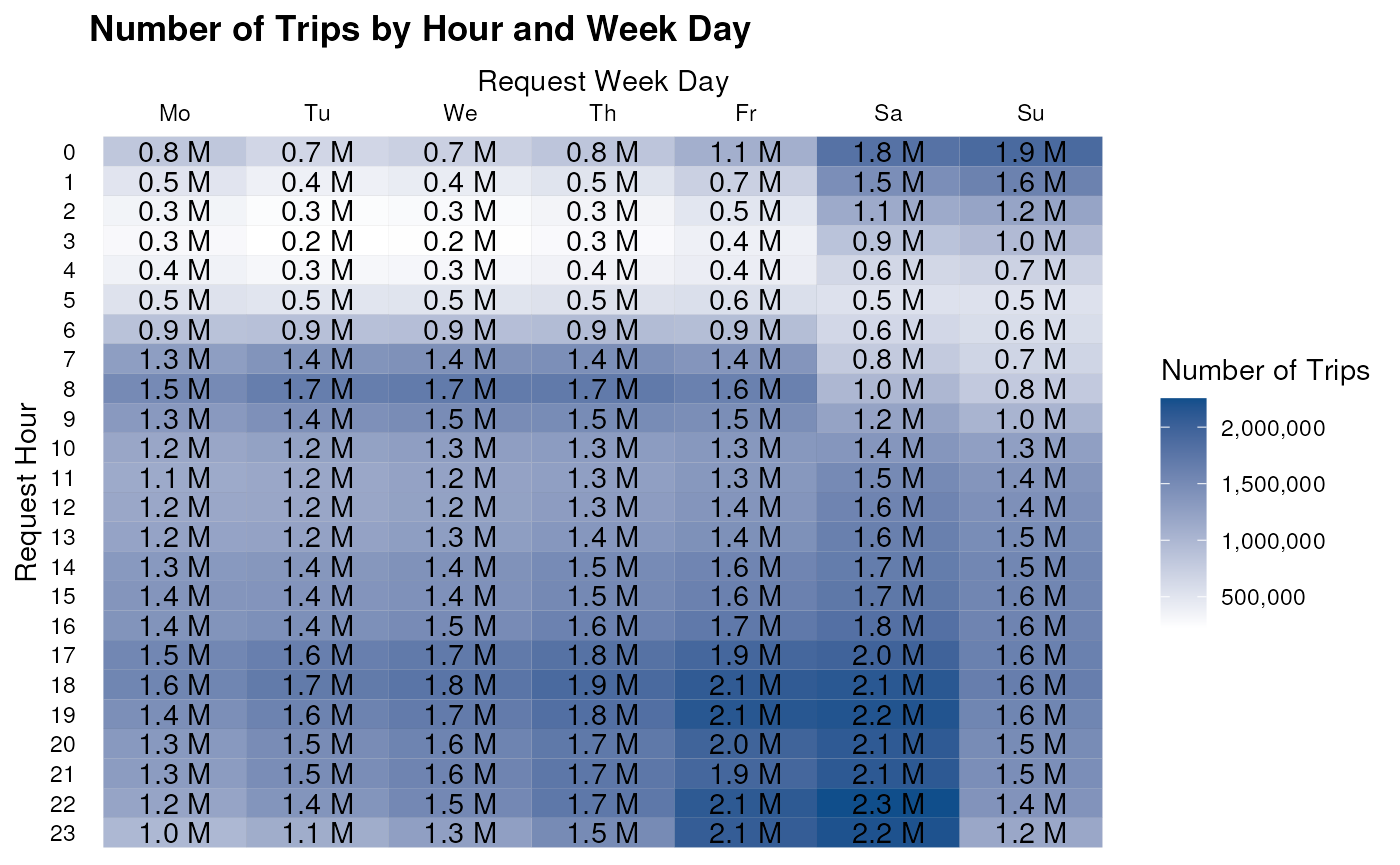 Number of Trips by Hour and Week Day
Request Week Day
Mo Tu We Th Fr Sa Su
0 0.8 M 0.7 M 0.7 M 0.8 M 1.1 M 1.8 M 1.9 M
1 0.5 M 0.4 M 0.4 M 0.5 M 0.7 M 1.5 M 1.6 M
2 0.3 M 0.3 M 0.3 M 0.3 M 0.5 M 1.1 M 1.2 M
3 0.3 M 0.2 M 0.2 M 0.3 M 0.4 M 0.9 M 1.0 M
4 0.4 M 0.3 M 0.3 M 0.4 M 0.4 M 0.6 M 0.7 M
5 0.5 M 0.5 M 0.5 M 0.5 M 0.6 M 0.5 M 0.5 M
6 0.9 M 0.9 M 0.9 M 0.9 M 0.9 M 0.6 M 0.6 M
7 1.3 M 1.4 M 1.4 M 1.4 M 1.4 M 0.8 M 0.7 M
8 1.5 M 1.7 M 1.7 M 1.7 M 1.6 M 1.0 M 0.8 M
9 1.3 M 1.4 M 1.5 M 1.5 M 1.5 M 1.2 M 1.0 M
10 1.2 M 1.2 M 1.3 M 1.3 M 1.3 M 1.4 M 1.3 M
11 1.1 M 1.2 M 1.2 M 1.3 M 1.3 M 1.5 M 1.4 M
12 1.2 M 1.2 M 1.2 M 1.3 M 1.4 M 1.6 M 1.4 M
13 1.2 M 1.2 M 1.3 M 1.4 M 1.4 M 1.6 M 1.5 M
14 1.3 M 1.4 M 1.4 M 1.5 M 1.6 M 1.7 M 1.5 M
15 1.4 M 1.4 M 1.4 M 1.5 M 1.6 M 1.7 M 1.6 M
16 1.4 M 1.4 M 1.5 M 1.6 M 1.7 M 1.8 M 1.6 M
17 1.5 M 1.6 M 1.7 M 1.8 M 1.9 M 2.0 M 1.6 M
18 1.6 M 1.7 M 1.8 M 1.9 M 2.1 M 2.1 M 1.6 M
19 1.4 M 1.6 M 1.7 M 1.8 M 2.1 M 2.2 M 1.6 M
20 1.3 M 1.5 M 1.6 M 1.7 M 2.0 M 2.1 M 1.5 M
21 1.3 M 1.5 M 1.6 M 1.7 M 1.9 M 2.1 M 1.5 M
22 1.2 M 1.4 M 1.5 M 1.7 M 2.1 M 2.3 M 1.4 M
23 1.0 M 1.1 M 1.3 M 1.5 M 2.1 M 2.2 M 1.2 M
Request Hour
Number of Trips
2,000,000
1,500,000
1,000,000
500,000